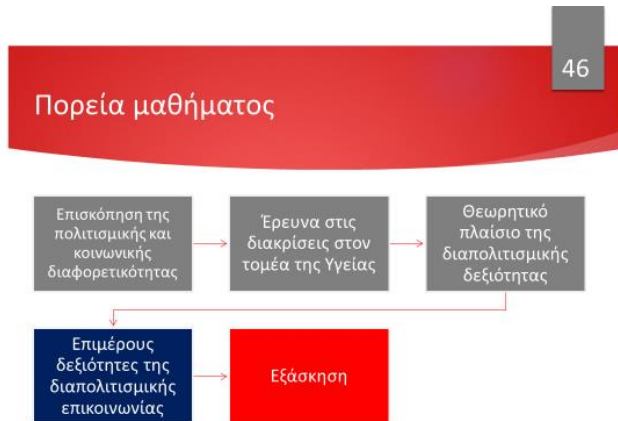 46
Πορεία μαθήματος
Επισκόπηση της
πολιτισμικής και
κοινωνικής
διαφορετικότητας
Έρευνα στις
διακρίσεις στον
τομέα της Υγείας
Θεωρητικό
πλαίσιο της
διαπολιτισμικής
δεξιότητας
Επιμέρους
δεξιότητες της
διαπολιτισμικής
επικοινωνίας
Εξάσκηση